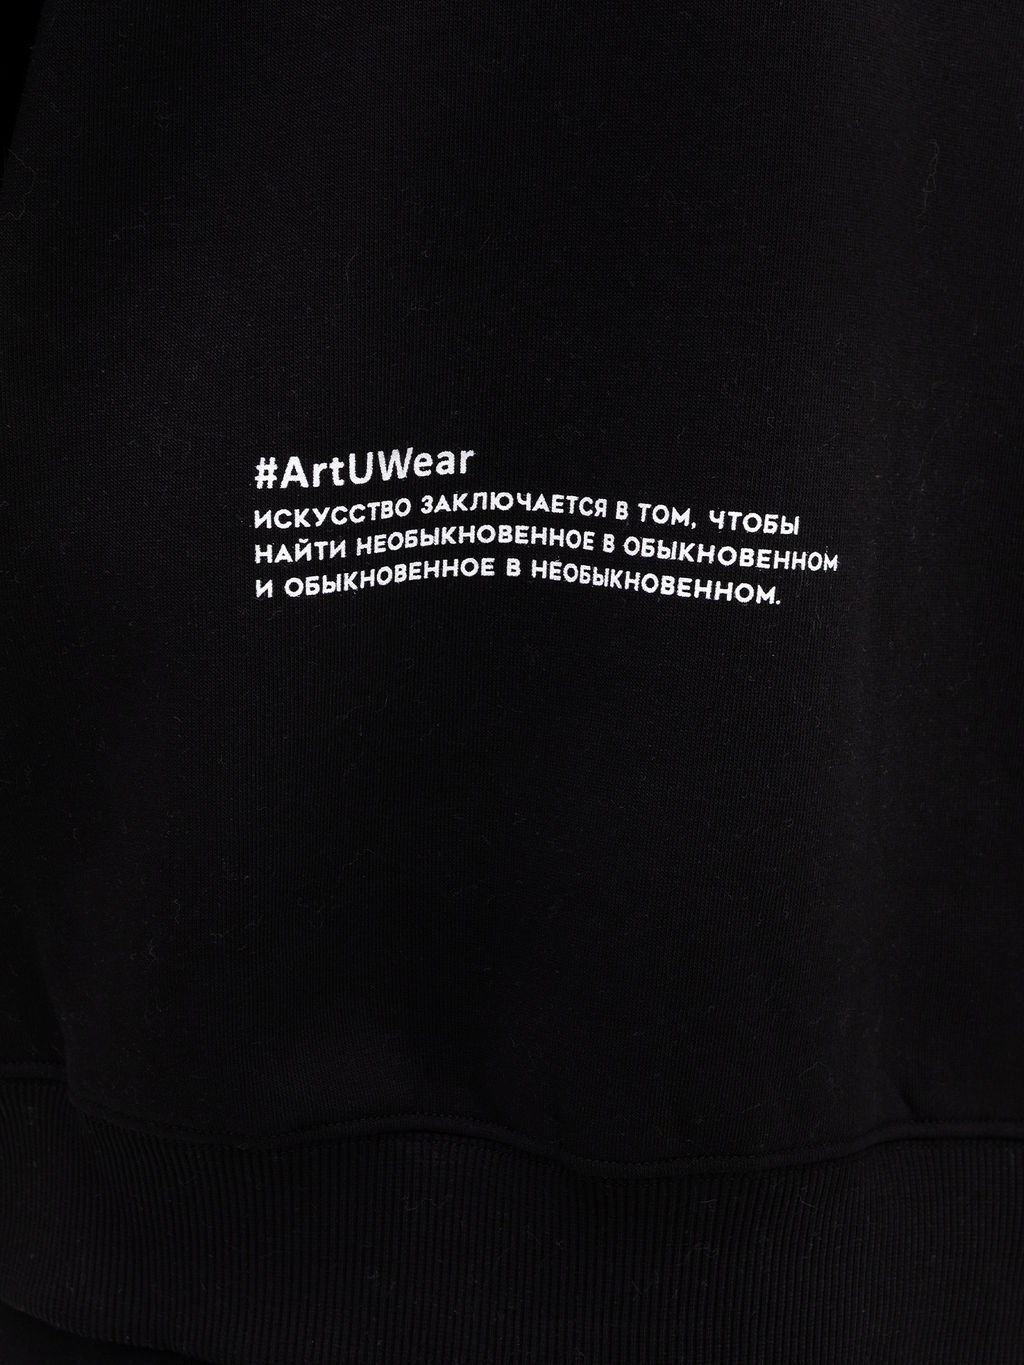 #ArtUWear
ИСКУССТВО ЗАКЛЮЧАЕТСЯ В ТОМ, ЧТОБЫ
НАЙТИ НЕОБЫКНОВЕННОЕ В ОБЫКНОВЕННОМ
И ОБЫКНОВЕННОЕ В НЕОБЫКНОВЕННОМ.